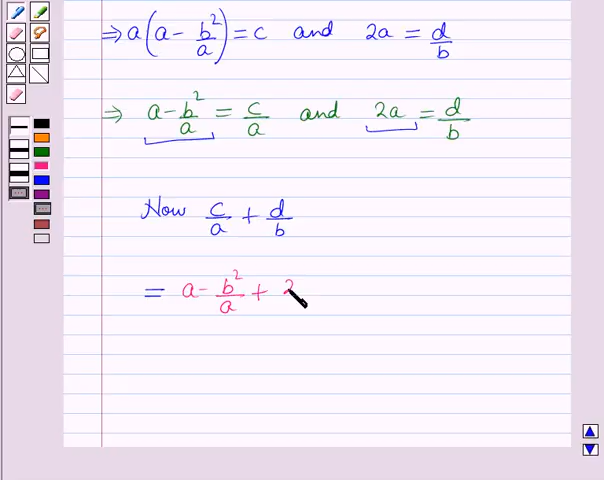 ⇒ a(a - b²/a) = c and 2a = d/b
⇒ a - b²/a = c/a and 2a = d/b
Now c/a + d/b
= a - b²/a + 2